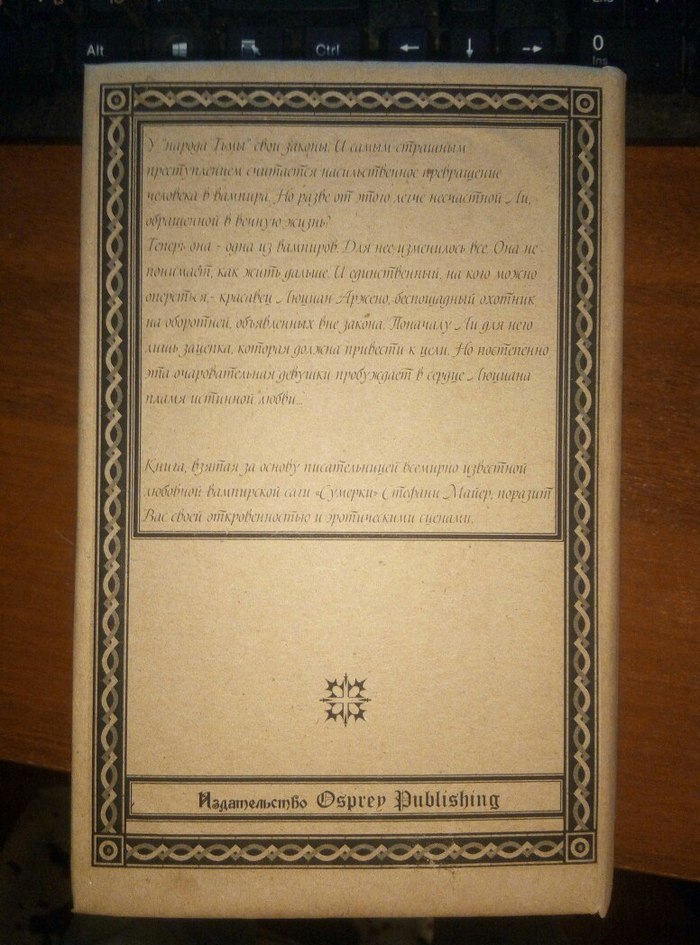 Alt
Ctrl
0
Ins
У "народа Тьмы" свои законы. И самым страшным
преступлением считается насильственное превращение
человека в вампира. Но разве от этого легче несчастной Ли,
обращенной в вечную жизнь?
Теперь она - одна из вампиров. Для нее изменилось все. Она не
понимает, как жить дальше. И единственный, на кого можно
опереться,- красавец Люциан Аржено, беспощадный охотник
на оборотней, объявленных вне закона. Поначалу Ли для него
лишь зацепка, которая должна привести к цели. Но постепенно
эта очаровательная девушки пробуждает в сердце Люциана
пламя истинной любви...
Книга, взятая за основу писательницей всемирно известной
любовной вампирской саги «Сумерки» Стефани Майер, поразит
Вас своей откровенностью и эротическими сценами.
Издательство Osprey Publishing